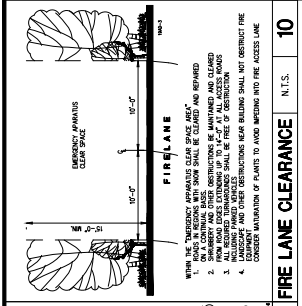 EMERGENCY APPARATUS
CLEAR SPACE
15'-0" MIN.
10'-0"
10'-0"
FIRE LANE
WITHIN THE "EMERGENCY APPARATUS CLEAR SPACE AREA"
1. ROADS IN REGIONS WITH SNOW SHALL BE CLEARED AND REPAIRED
ON A CONTINUAL BASIS.
2. SHRUBBERY AND OTHER OBSTRUCTIONS BE MAINTAINED AND CLEARED
FROM ROAD EDGES EXTENDING UP TO 14'-0" AT ALL ACCESS ROADS
3. ALL REQUIRED TURNAROUNDS SHALL BE FREE OF OBSTRUCTION
INCLUDING PARKED VEHICLES
4. LANDSCAPE AND OTHER OBSTRUCTIONS NEAR BUILDING SHALL NOT OBSTRUCT FIRE
EQUIPMENT
CONSIDER MATURATION OF PLANTS TO AVOID IMPEDING INTO FIRE ACCESS LANE
FIRE LANE CLEARANCE
N.T.S.
10